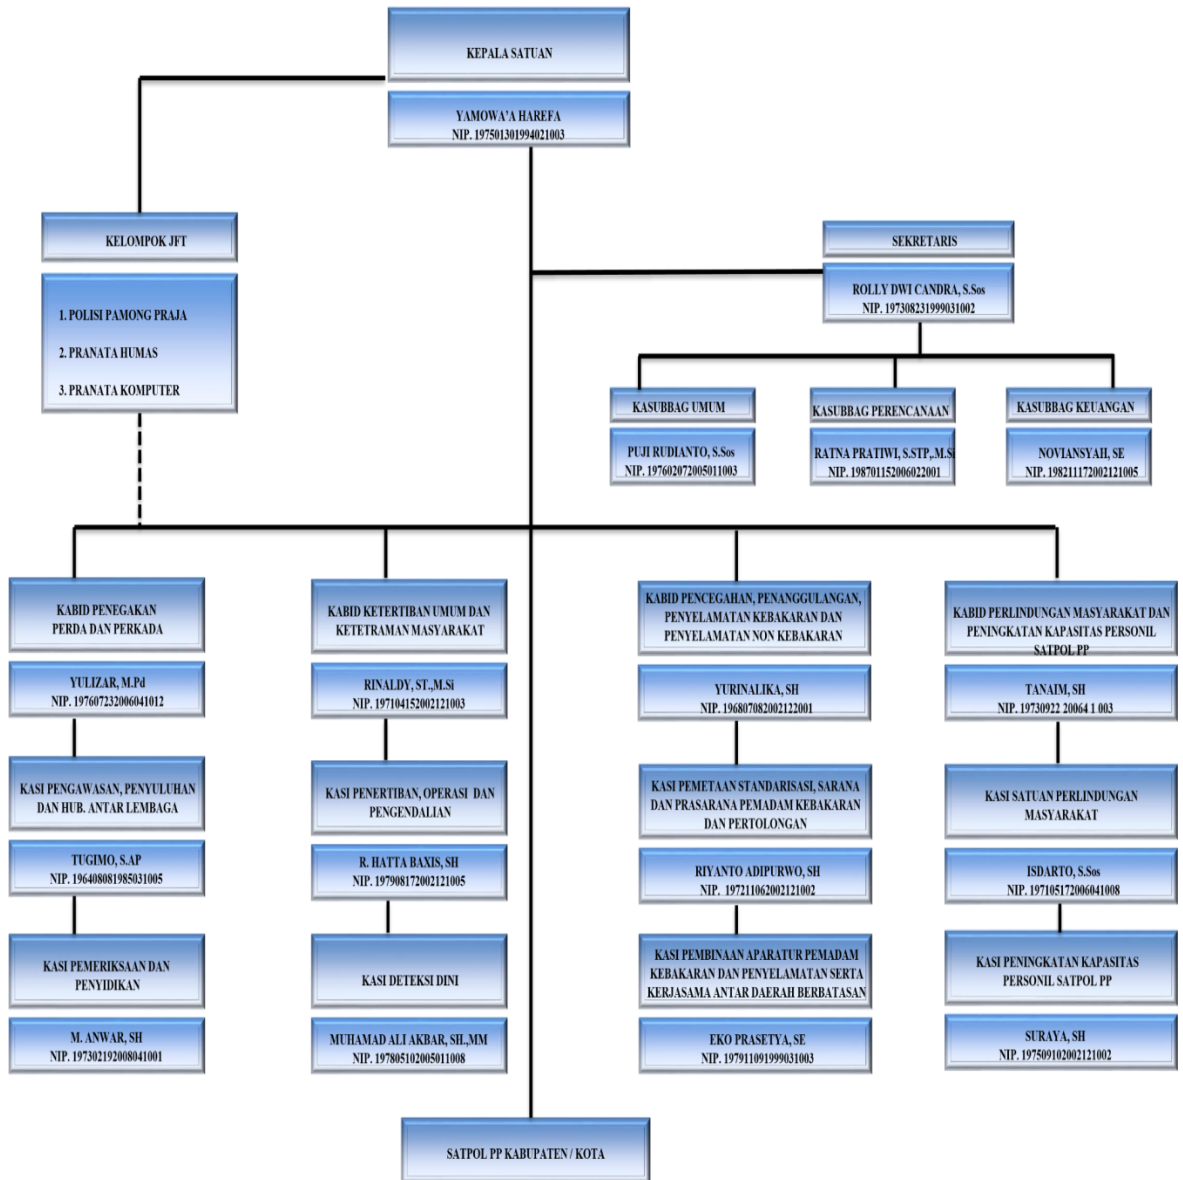 KEPALA SATUAN
YAMOWA'A HAREFA
NIP. 197501301994021003
KELOMPOK JFT
1. POLISI PAMONG PRAJA
2. PRANATA HUMAS
3. PRANATA KOMPUTER
SEKRETARIS
ROLLY DWI CANDRA, S.Sos
NIP. 197308231999031002
KASUBBAG UMUM
PUJI RUDIANTO, S.Sos
NIP. 197602072005011003
KASUBBAG PERENCANAAN
RATNA PRATIWI, S.STP,.M.Si
NIP. 198701152006022001
KASUBBAG KEUANGAN
NOVIANSYAH, SE
NIP. 198211172002121005
KABID PENEGAKAN
PERDA DAN PERKADA
YULIZAR, M.Pd
NIP. 197607232006041012
KASI PENGAWASAN, PENYULUHAN
DAN HUB. ANTAR LEMBAGA
TUGIMO, S.AP
NIP. 196408081985031005
KASI PEMERIKSAAN DAN
PENYIDIKAN
M. ANWAR, SH
NIP. 197302192008041001
KABID KETERTIBAN UMUM DAN
KETETRAMAN MASYARAKAT
RINALDY, ST.,M.Si
NIP. 197104152002121003
KASI PENERTIBAN, OPERASI DAN
PENGENDALIAN
R. HATTA BAXIS, SH
NIP. 197908172002121005
KASI DETEKSI DINI
MUHAMAD ALI AKBAR, SH.,MM
NIP. 197805102005011008
KABID PENCEGAHAN, PENANGGULANGAN,
PENYELAMATAN KEBAKARAN DAN
PENYELAMATAN NON KEBAKARAN
YURINALIKA, SH
NIP. 196807082002122001
KASI PEMETAAN STANDARISASI, SARANA
DAN PRASARANA PEMADAM KEBAKARAN
DAN PERTOLONGAN
RIYANTO ADIPURWO, SH
NIP. 197211062002121002
KASI PEMBINAAN APARATUR PEMADAM
KEBAKARAN DAN PENYELAMATAN SERTA
KERJASAMA ANTAR DAERAH BERBATASAN
EKO PRASETYA, SE
NIP. 197911091999031003
KABID PERLINDUNGAN MASYARAKAT DAN
PENINGKATAN KAPASITAS PERSONIL
SATPOL PP
TANAIM, SH
NIP. 19730922 20064 1 003
KASI SATUAN PERLINDUNGAN
MASYARAKAT
ISDARTO, S.Sos
NIP. 197105172006041008
KASI PENINGKATAN KAPASITAS
PERSONIL SATPOL PP
SURAYA, SH
NIP. 197509102002121002
SATPOL PP KABUPATEN / KOTA